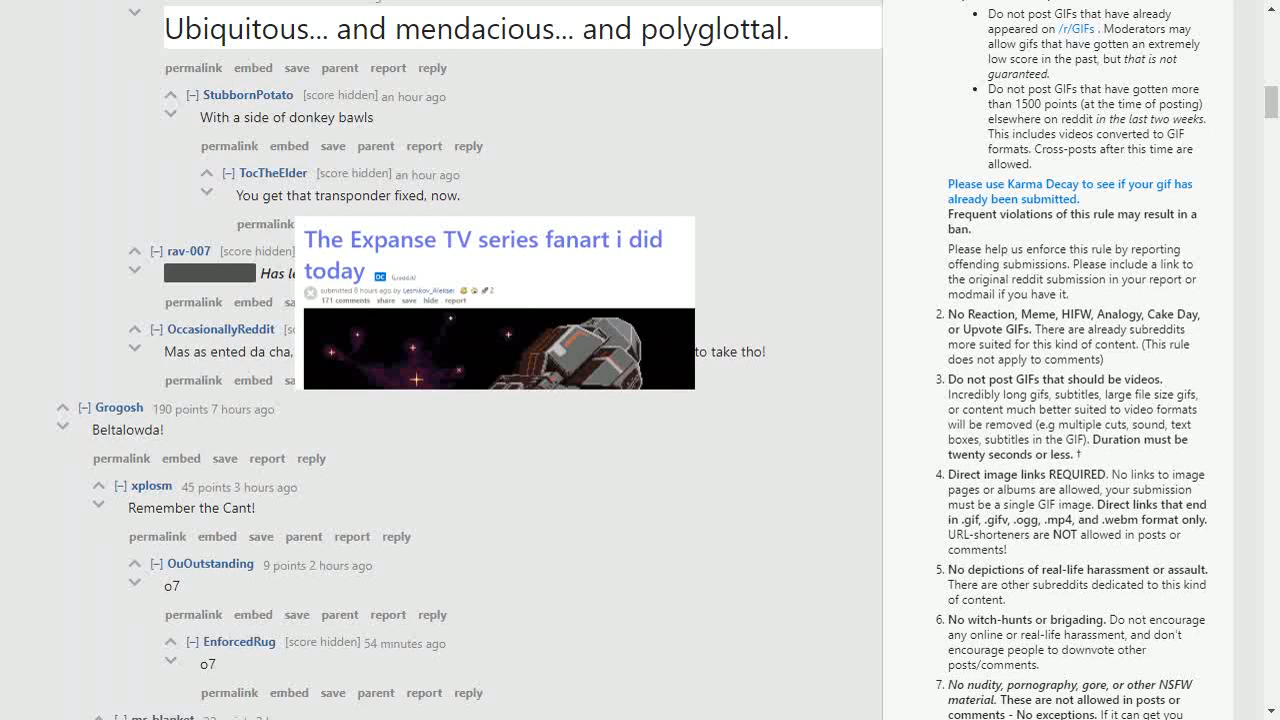 Ubiquitous... and mendacious... and polyglottal.
permalink embed save parent report reply
[–] StubbornPotato [score hidden] an hour ago
With a side of donkey bawls
permalink embed save parent report reply
[–] TocTheElder [score hidden] an hour ago
You get that transponder fixed, now.
permalink
[–] rav-007 [score hidden]
Has
permalink embed
[–] OccasionallyReddit
Mas as ented da cha, to take tho!
permalink embed
The Expanse TV series fanart i did
today OC (i.redd.it)
submitted 8 hours ago by Lesnikov_Aleksei 2
171 comments share save hide report
[–] Grogosh 190 points 7 hours ago
Beltalowda!
permalink embed save report reply
[–] xplosm 45 points 3 hours ago
Remember the Cant!
permalink embed save parent report reply
[–] OuOutstanding 9 points 2 hours ago
o7
permalink embed save parent report reply
[–] EnforcedRug [score hidden] 54 minutes ago
o7
permalink embed save parent report reply
• Do not post GIFs that have already
appeared on /r/GIFs . Moderators may
allow gifs that have gotten an extremely
low score in the past, but that is not
guaranteed.
• Do not post GIFs that have gotten more
than 1500 points (at the time of posting)
elsewhere on reddit in the last two weeks.
This includes videos converted to GIF
formats. Cross-posts after this time are
allowed.
Please use Karma Decay to see if your gif has
already been submitted.
Frequent violations of this rule may result in a
ban.
Please help us enforce this rule by reporting
offending submissions. Please include a link to
the original reddit submission in your report or
modmail if you have it.
2. No Reaction, Meme, HIFW, Analogy, Cake Day,
or Upvote GIFs. There are already subreddits
more suited for this kind of content. (This rule
does not apply to comments)
3. Do not post GIFs that should be videos.
Incredibly long gifs, subtitles, large file size gifs,
or content much better suited to video formats
will be removed (e.g multiple cuts, sound, text
boxes, subtitles in the GIF). Duration must be
twenty seconds or less. †
4. Direct image links REQUIRED. No links to image
pages or albums are allowed, your submission
must be a single GIF image. Direct links that end
in .gif, .gifv, .ogg, .mp4, and .webm format only.
URL-shorteners are NOT allowed in posts or
comments!
5. No depictions of real-life harassment or assault.
There are other subreddits dedicated to this kind
of content.
6. No witch-hunts or brigading. Do not encourage
any online or real-life harassment, and don't
encourage people to downvote other
posts/comments.
7. No nudity, pornography, gore, or other NSFW
material. These are not allowed in posts or
comments - No exceptions. If it can get you